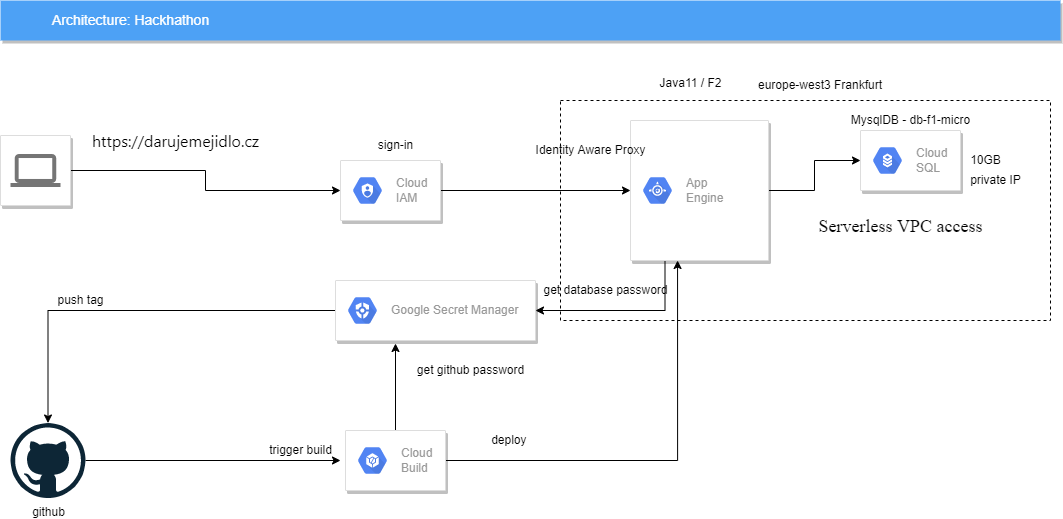 Architecture: Hackhathon
Java11 / F2
europe-west3 Frankfurt
MysqlDB - db-f1-micro
https://darujemejidlo.cz
sign-in
Identity Aware Proxy
Cloud
IAM
App
Engine
Cloud
SQL
10GB
private IP
Serverless VPC access
get database password
push tag
Google Secret Manager
get github password
trigger build
Cloud
Build
deploy
github